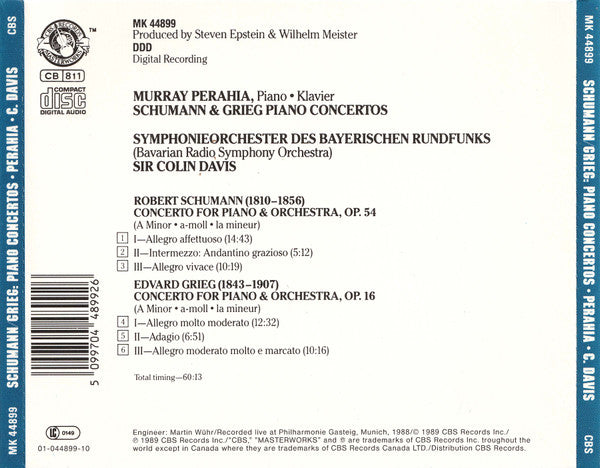 CBS
MK 44899
SCHUMANN/GRIEG: PIANO CONCERTOS • PERAHIA • C. DAVIS
CBS RECORDS
MASTERWORKS
TM
CB 811
COMPACT
disc
DIGITAL AUDIO
MK 44899
Produced by Steven Epstein & Wilhelm Meister
DDD
Digital Recording
MURRAY PERAHIA, Piano • Klavier
SCHUMANN & GRIEG PIANO CONCERTOS
SYMPHONIEORCHESTER DES BAYERISCHEN RUNDFUNKS
(Bavarian Radio Symphony Orchestra)
SIR COLIN DAVIS
ROBERT SCHUMANN (1810–1856)
CONCERTO FOR PIANO & ORCHESTRA, OP. 54
(A Minor • a-moll • la mineur)
1 I—Allegro affettuoso (14:43)
2 II—Intermezzo: Andantino grazioso (5:12)
3 III—Allegro vivace (10:19)
EDVARD GRIEG (1843–1907)
CONCERTO FOR PIANO & ORCHESTRA, OP. 16
(A Minor • a-moll • la mineur)
4 I—Allegro molto moderato (12:32)
5 II—Adagio (6:51)
6 III—Allegro moderato molto e marcato (10:16)
Total timing—60:13
5 099704 489926
LC 0149
01-044899-10
Engineer: Martin Wöhr/Recorded live at Philharmonie Gasteig, Munich, 1988/© 1989 CBS Records Inc./
℗ 1989 CBS Records Inc./"CBS," "MASTERWORKS" and ® are trademarks of CBS Records Inc. troughout the
world except in Canada where they are trademarks of CBS Records Canada LTD./Distribution CBS Records.
MK 44899
SCHUMANN/GRIEG: PIANO CONCERTOS • PERAHIA • C. DAVIS
CBS